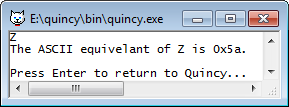 E:\quincy\bin\quincy.exe
Z
The ASCII equivelant of Z is 0x5a.
Press Enter to return to Quincy...